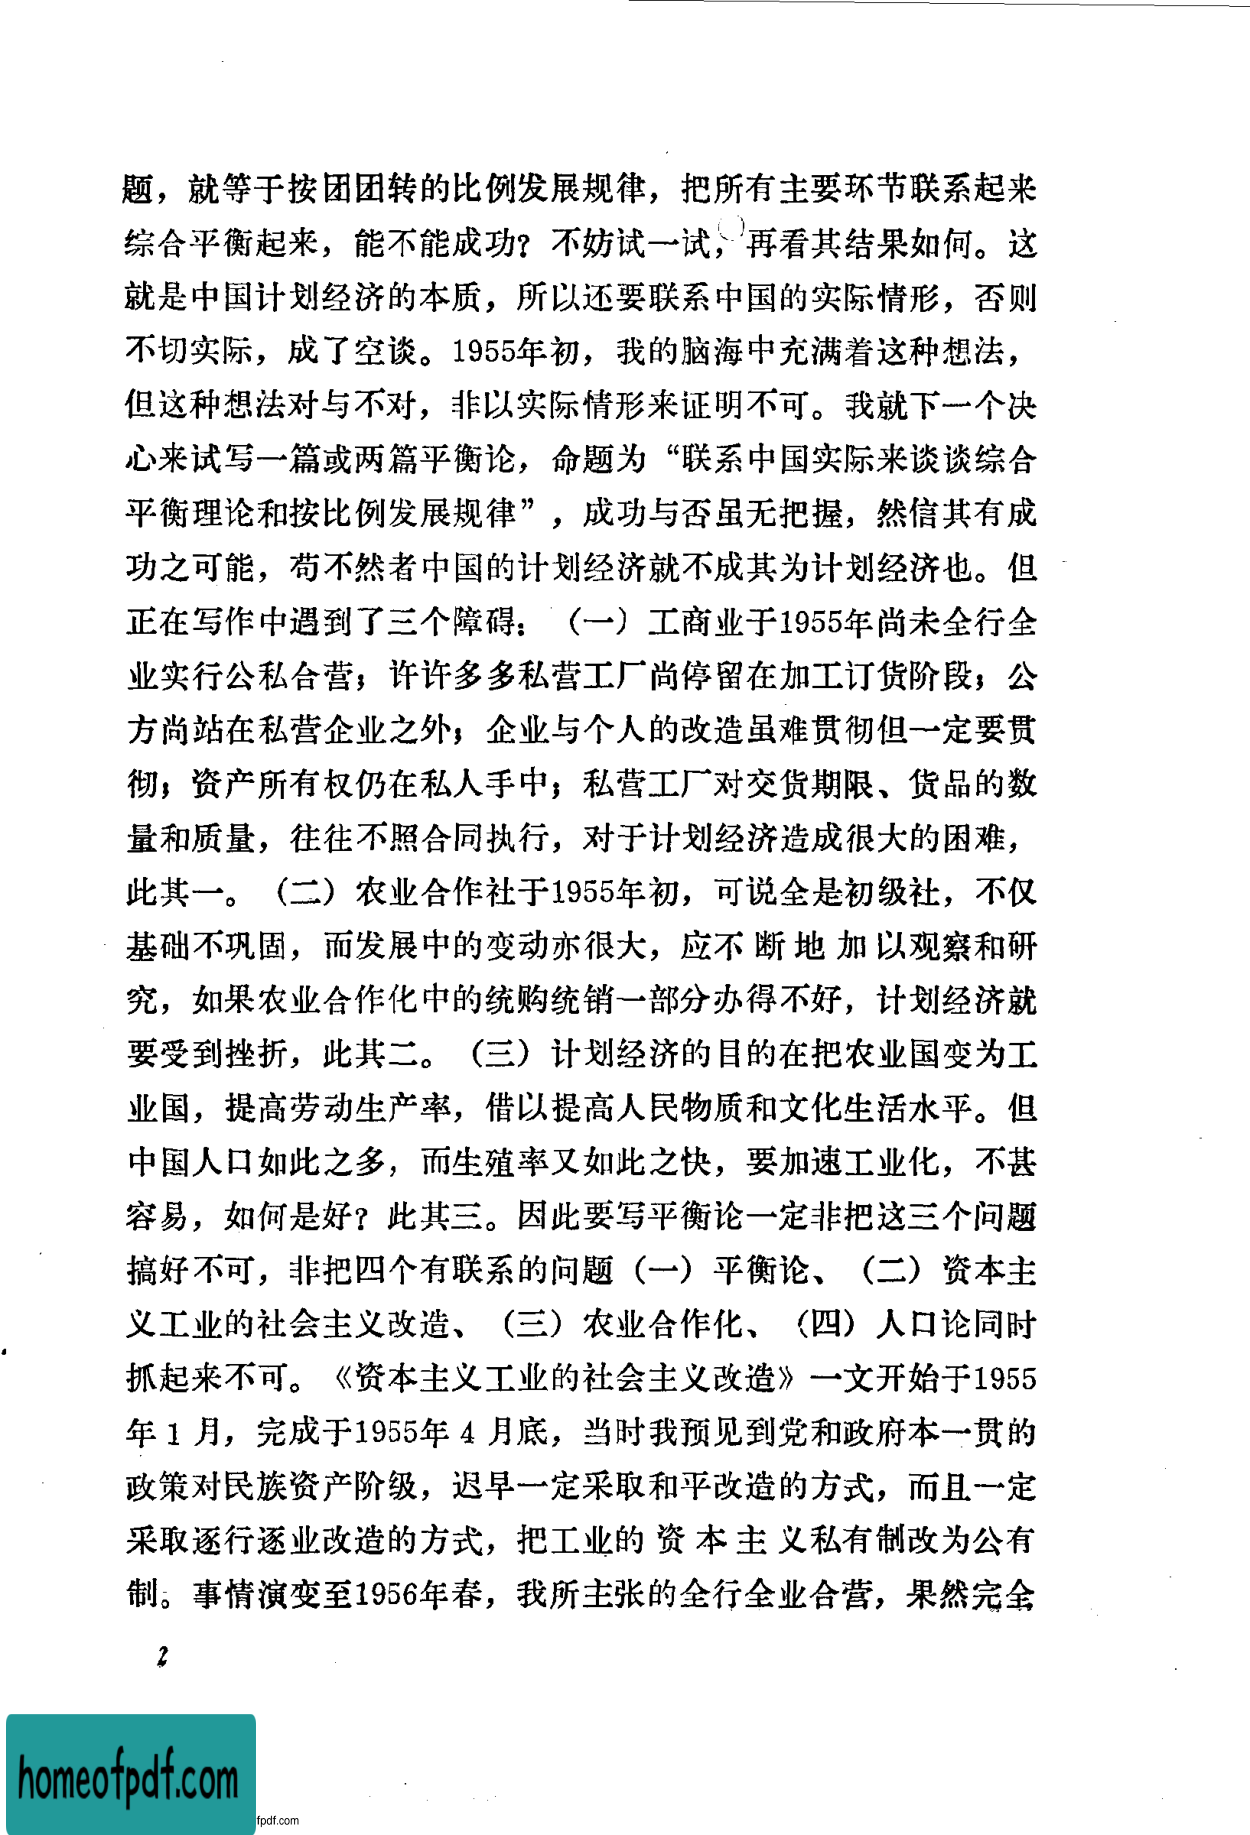 题，就等于按团团转的比例发展规律，把所有主要环节联系起来
综合平衡起来，能不能成功？不妨试一试，再看其结果如何。这
就是中国计划经济的本质，所以还要联系中国的实际情形，否则
不切实际，成了空谈。1955年初，我的脑海中充满着这种想法，
但这种想法对与不对，非以实际情形来证明不可。我就下一个决
心来试写一篇或两篇平衡论，命题为“联系中国实际来谈谈综合
平衡理论和按比例发展规律”，成功与否虽无把握，然信其有成
功之可能，苟不然者中国的计划经济就不成其为计划经济也。但
正在写作中遇到了三个障碍：（一）工商业于1955年尚未全行全
业实行公私合营；许许多多私营工厂尚停留在加工订货阶段；公
方尚站在私营企业之外；企业与个人的改造虽难贯彻但一定要贯
彻；资产所有权仍在私人手中；私营工厂对交货期限、货品的数
量和质量，往往不照合同执行，对于计划经济造成很大的困难，
此其一。（二）农业合作社于1955年初，可说全是初级社，不仅
基础不巩固，而发展中的变动亦很大，应不断地加以观察和研
究，如果农业合作化中的统购统销一部分办得不好，计划经济就
要受到挫折，此其二。（三）计划经济的目的在把农业国变为工
业国，提高劳动生产率，借以提高人民物质和文化生活水平。但
中国人口如此之多，而生殖率又如此之快，要加速工业化，不甚
容易，如何是好？此其三。因此要写平衡论一定非把这三个问题
搞好不可，非把四个有联系的问题（一）平衡论、（二）资本主
义工业的社会主义改造、（三）农业合作化、（四）人口论同时
抓起来不可。《资本主义工业的社会主义改造》一文开始于1955
年1月，完成于1955年4月底，当时我预见到党和政府本一贯的
政策对民族资产阶级，迟早一定采取和平改造的方式，而且一定
采取逐行逐业改造的方式，把工业的资本主义私有制改为公有
制。事情演变至1956年春，我所主张的全行全业合营，果然完全
2
homeofpdf.com
fpdf.com